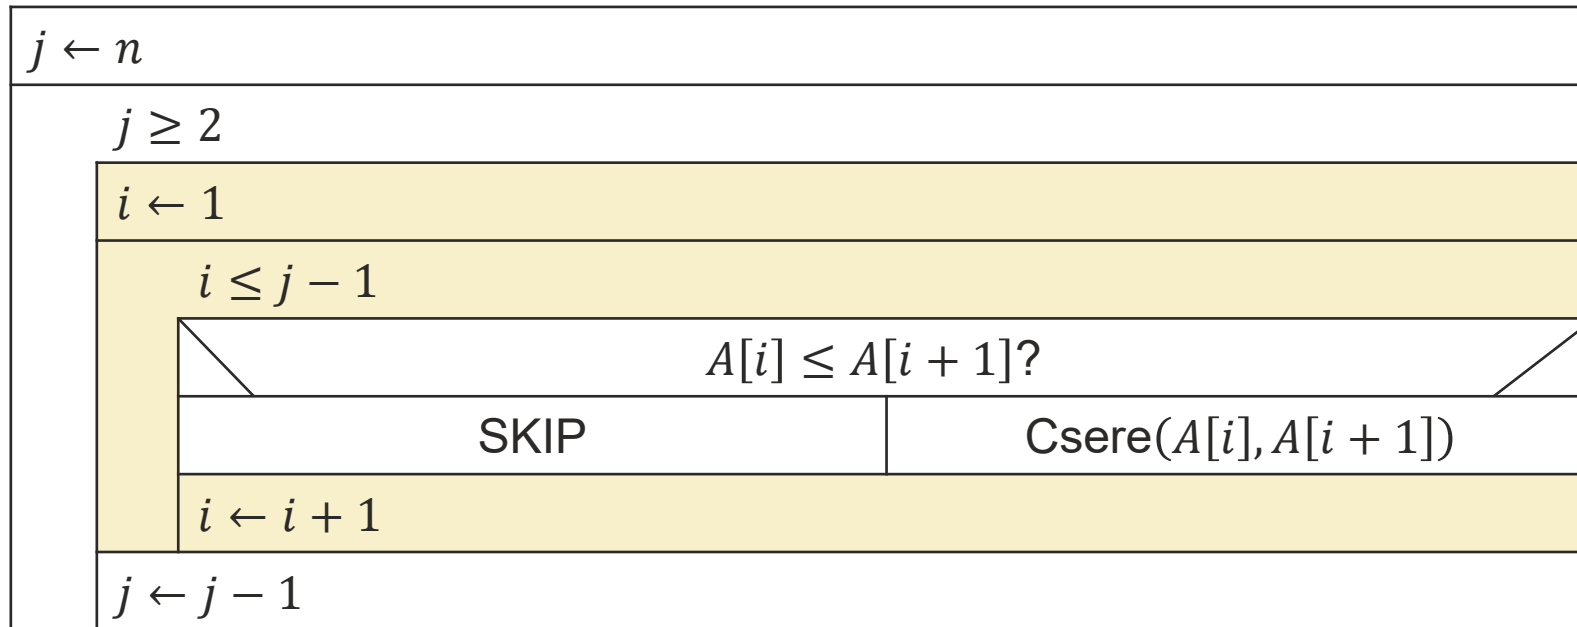 j ← n
j ≥ 2
i ← 1
i ≤ j − 1
A[i] ≤ A[i + 1]?
SKIP Csere(A[i], A[i + 1])
i ← i + 1
j ← j − 1